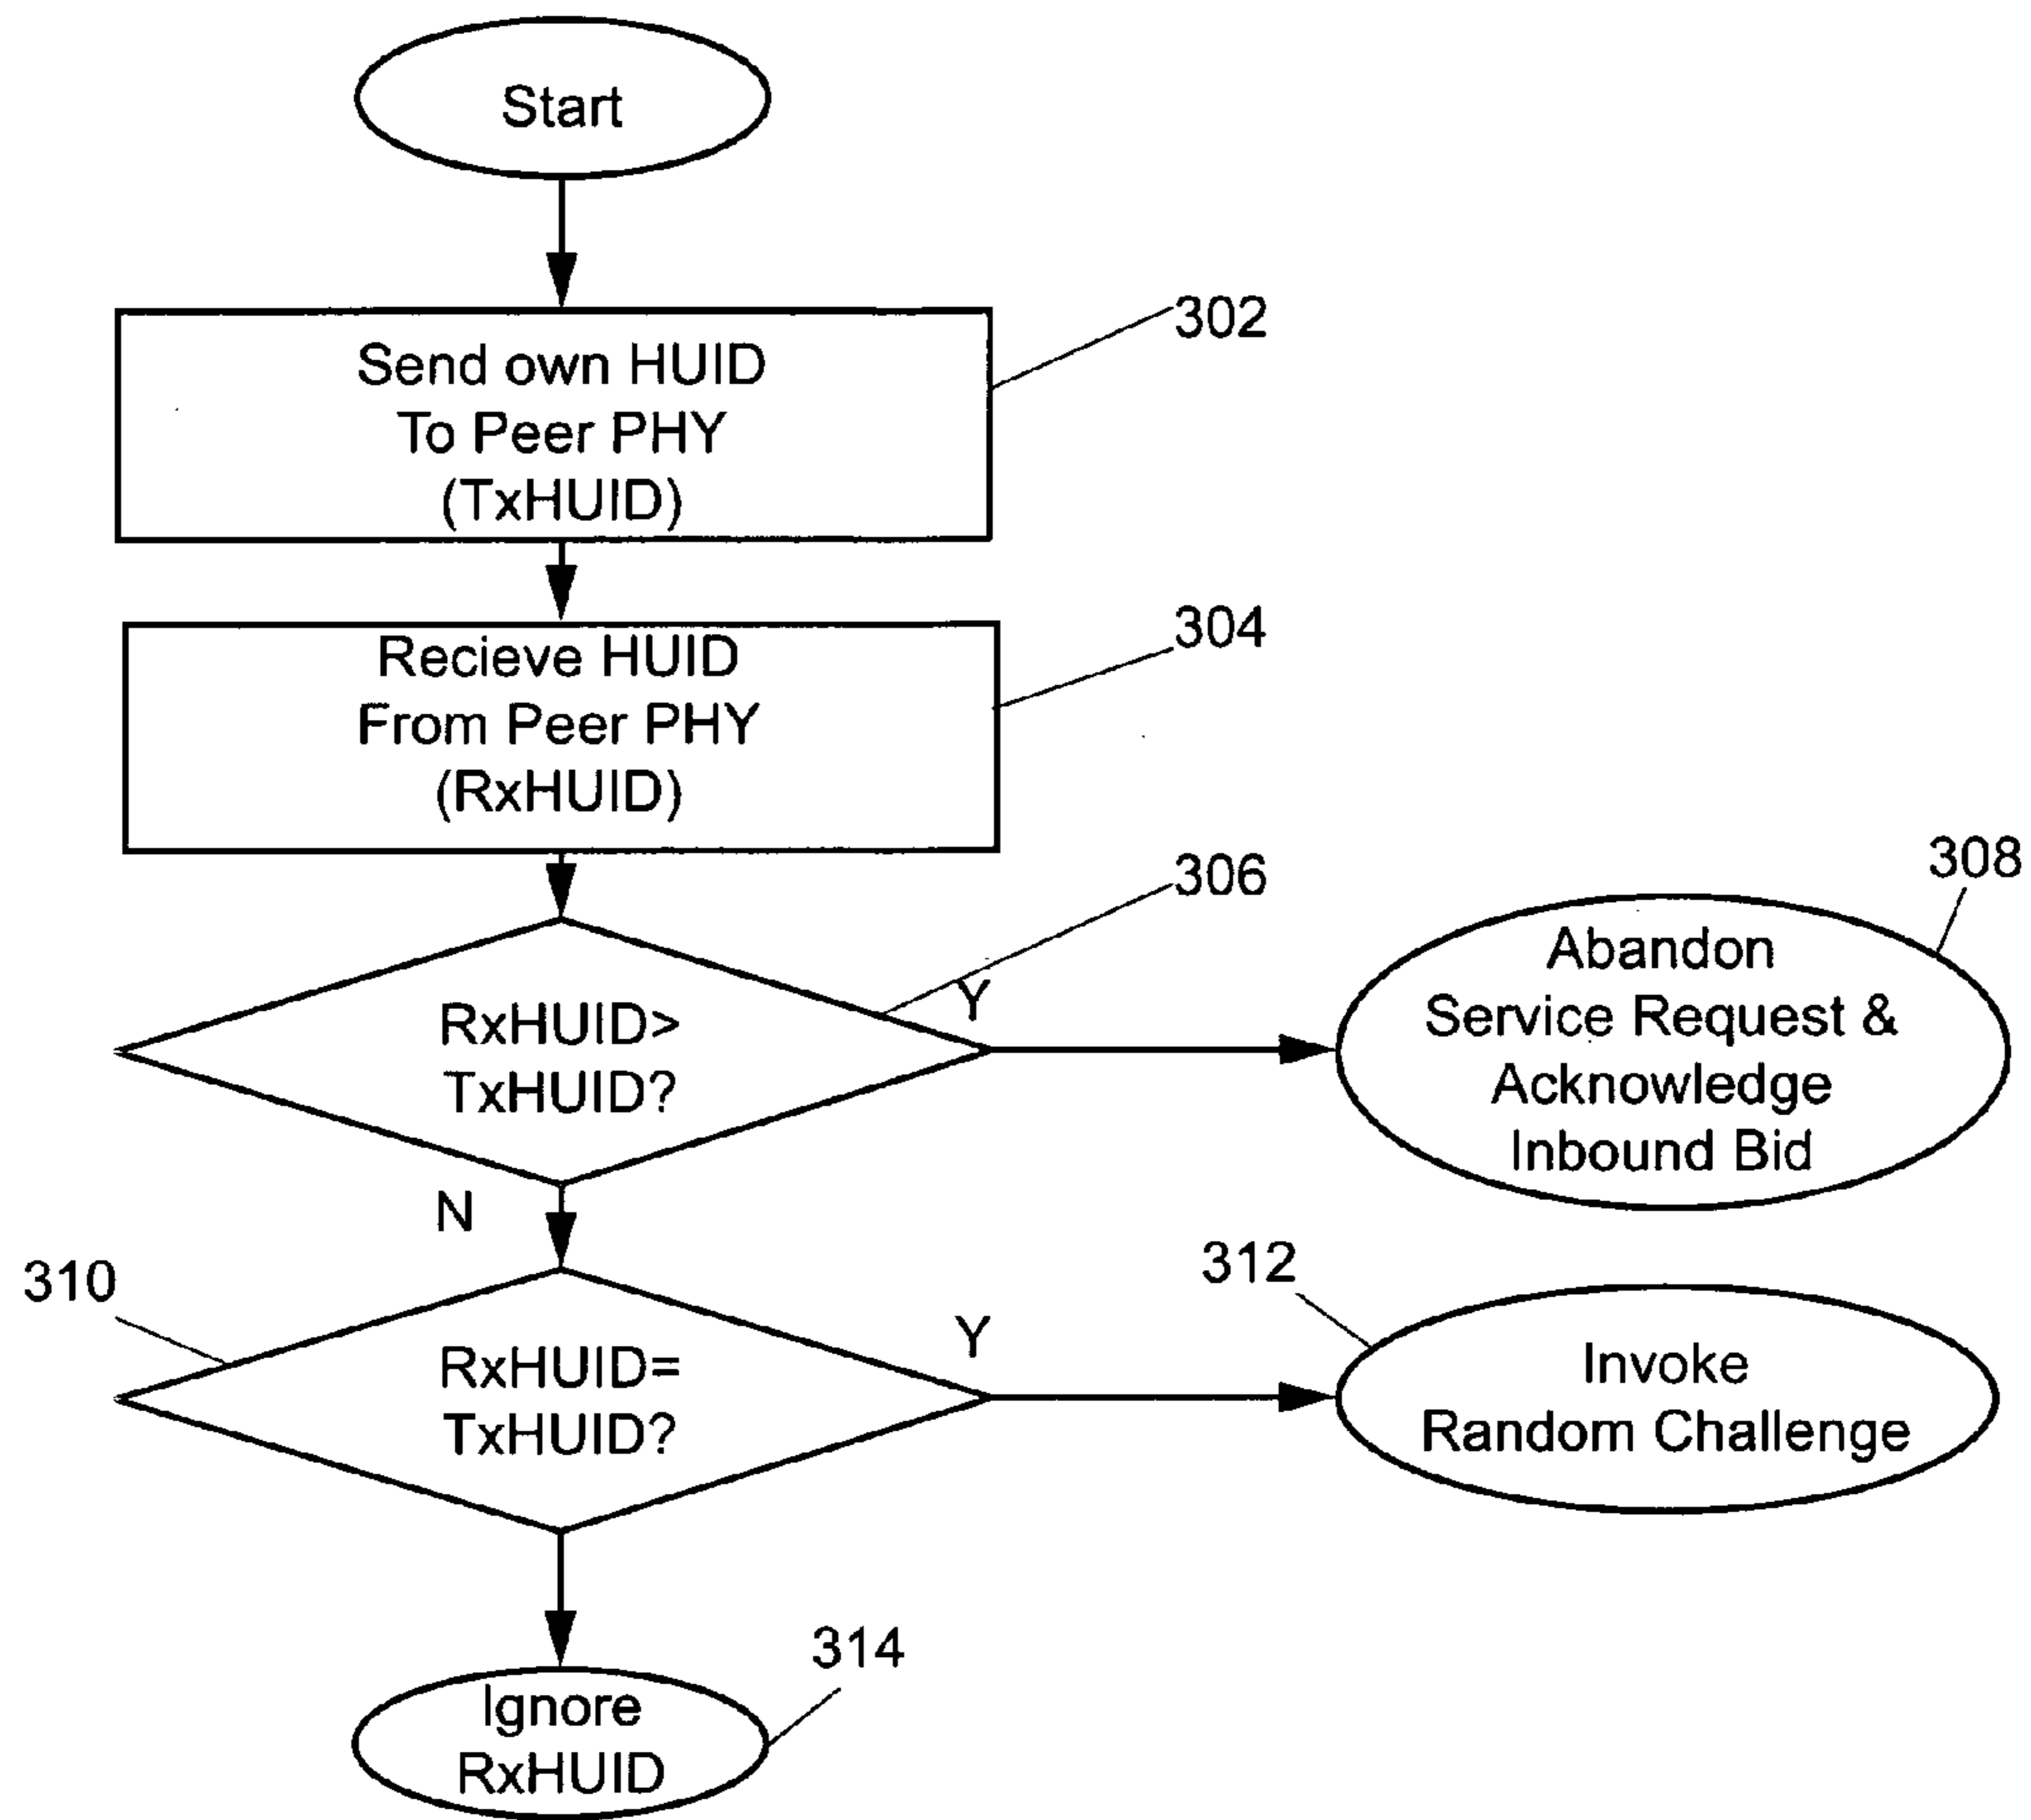 Start
302
Send own HUID
To Peer PHY
(TxHUID)
304
Recieve HUID
From Peer PHY
(RxHUID)
306
308
RxHUID>
TxHUID?
Y
Abandon
Service Request &
Acknowledge
Inbound Bid
N
310
RxHUID=
TxHUID?
Y
312
Invoke
Random Challenge
314
Ignore
RxHUID